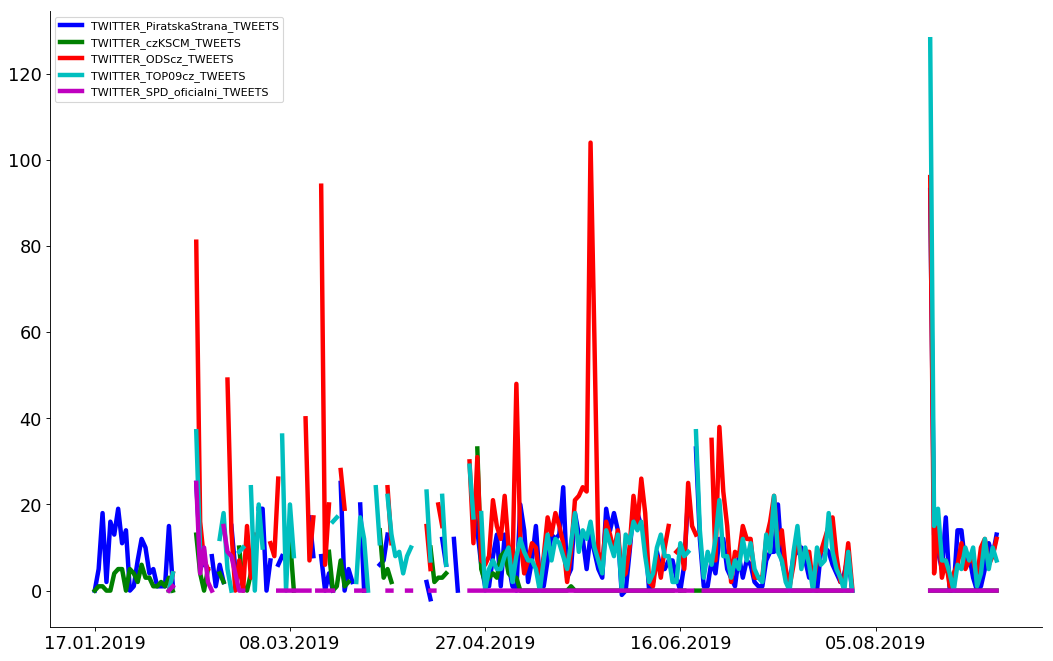 TWITTER_PiratskaStrana_TWEETS
TWITTER_czKSCM_TWEETS
TWITTER_ODScz_TWEETS
TWITTER_TOP09cz_TWEETS
TWITTER_SPD_oficialni_TWEETS
120
100
80
60
40
20
0
17.01.2019 08.03.2019 27.04.2019 16.06.2019 05.08.2019